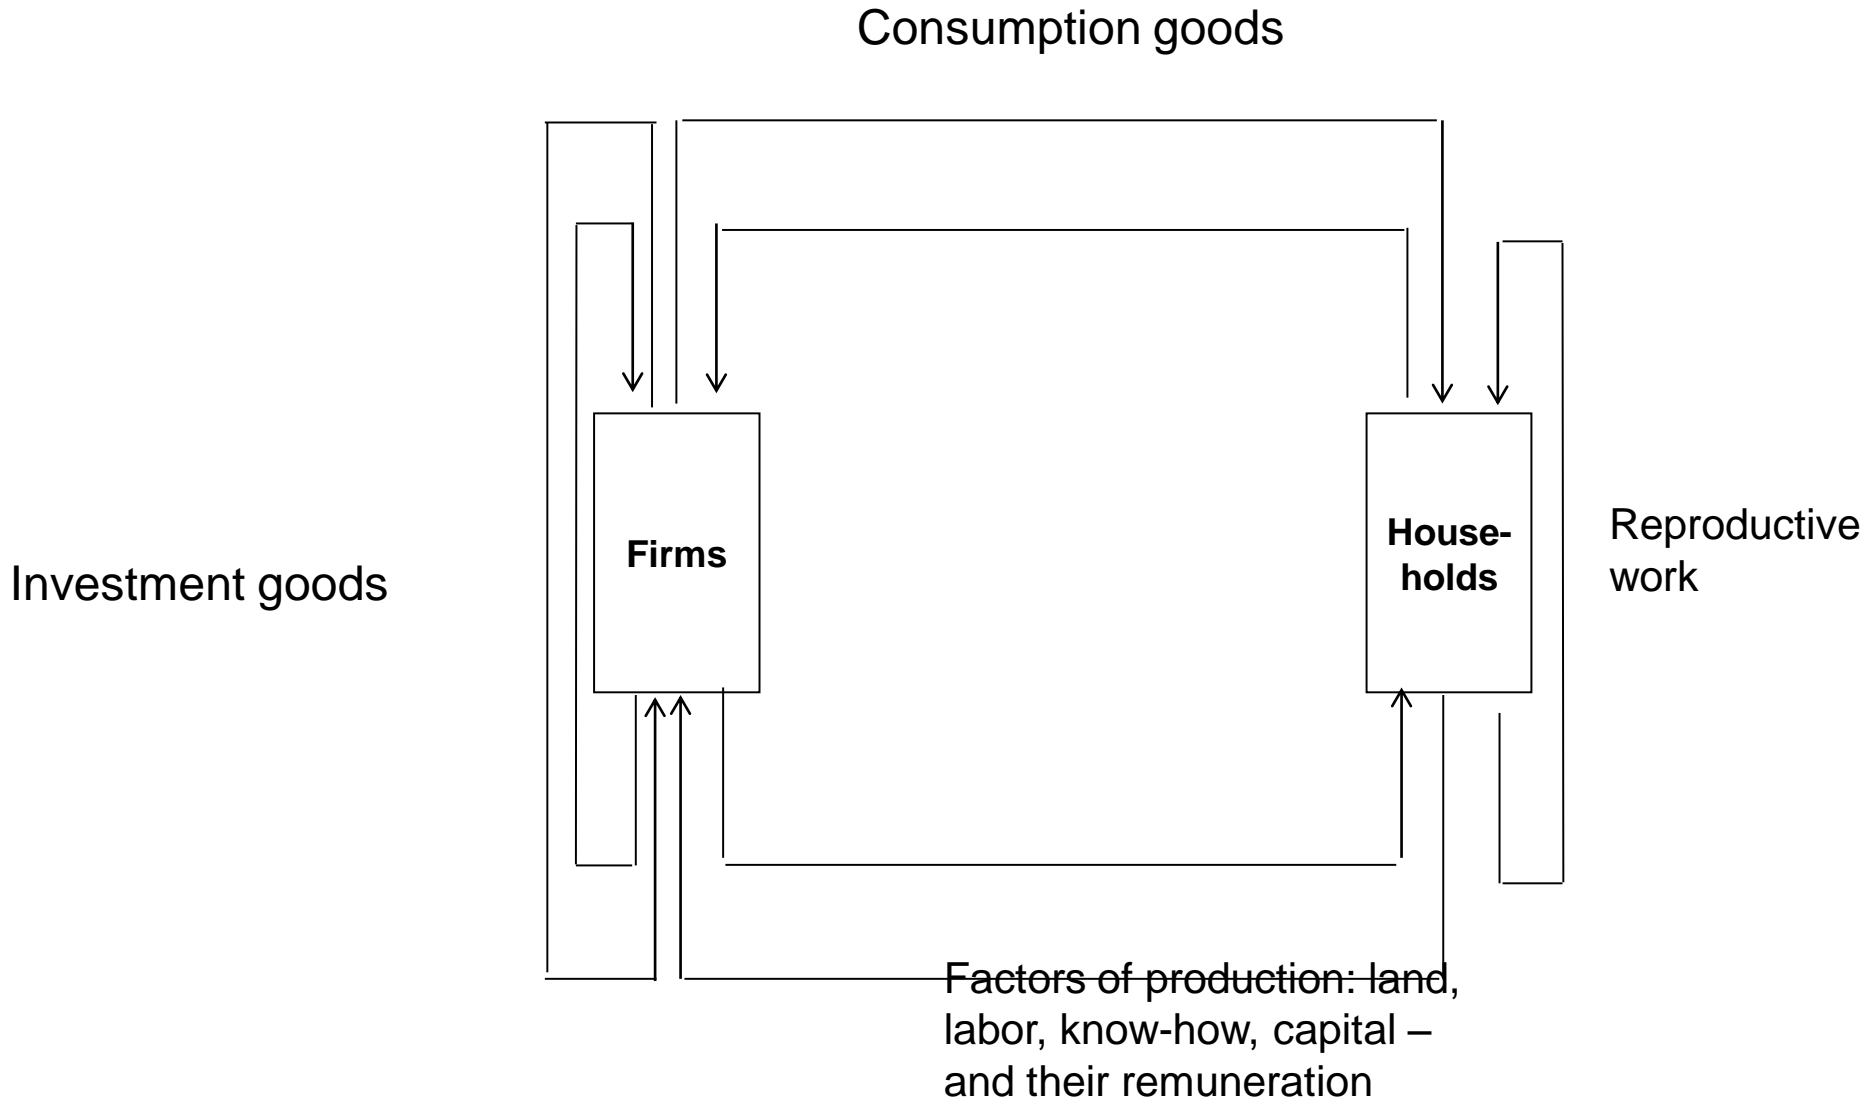 Consumption goods
Investment goods
Firms
House-
holds
Reproductive
work
Factors of production: land,
labor, know-how, capital –
and their remuneration